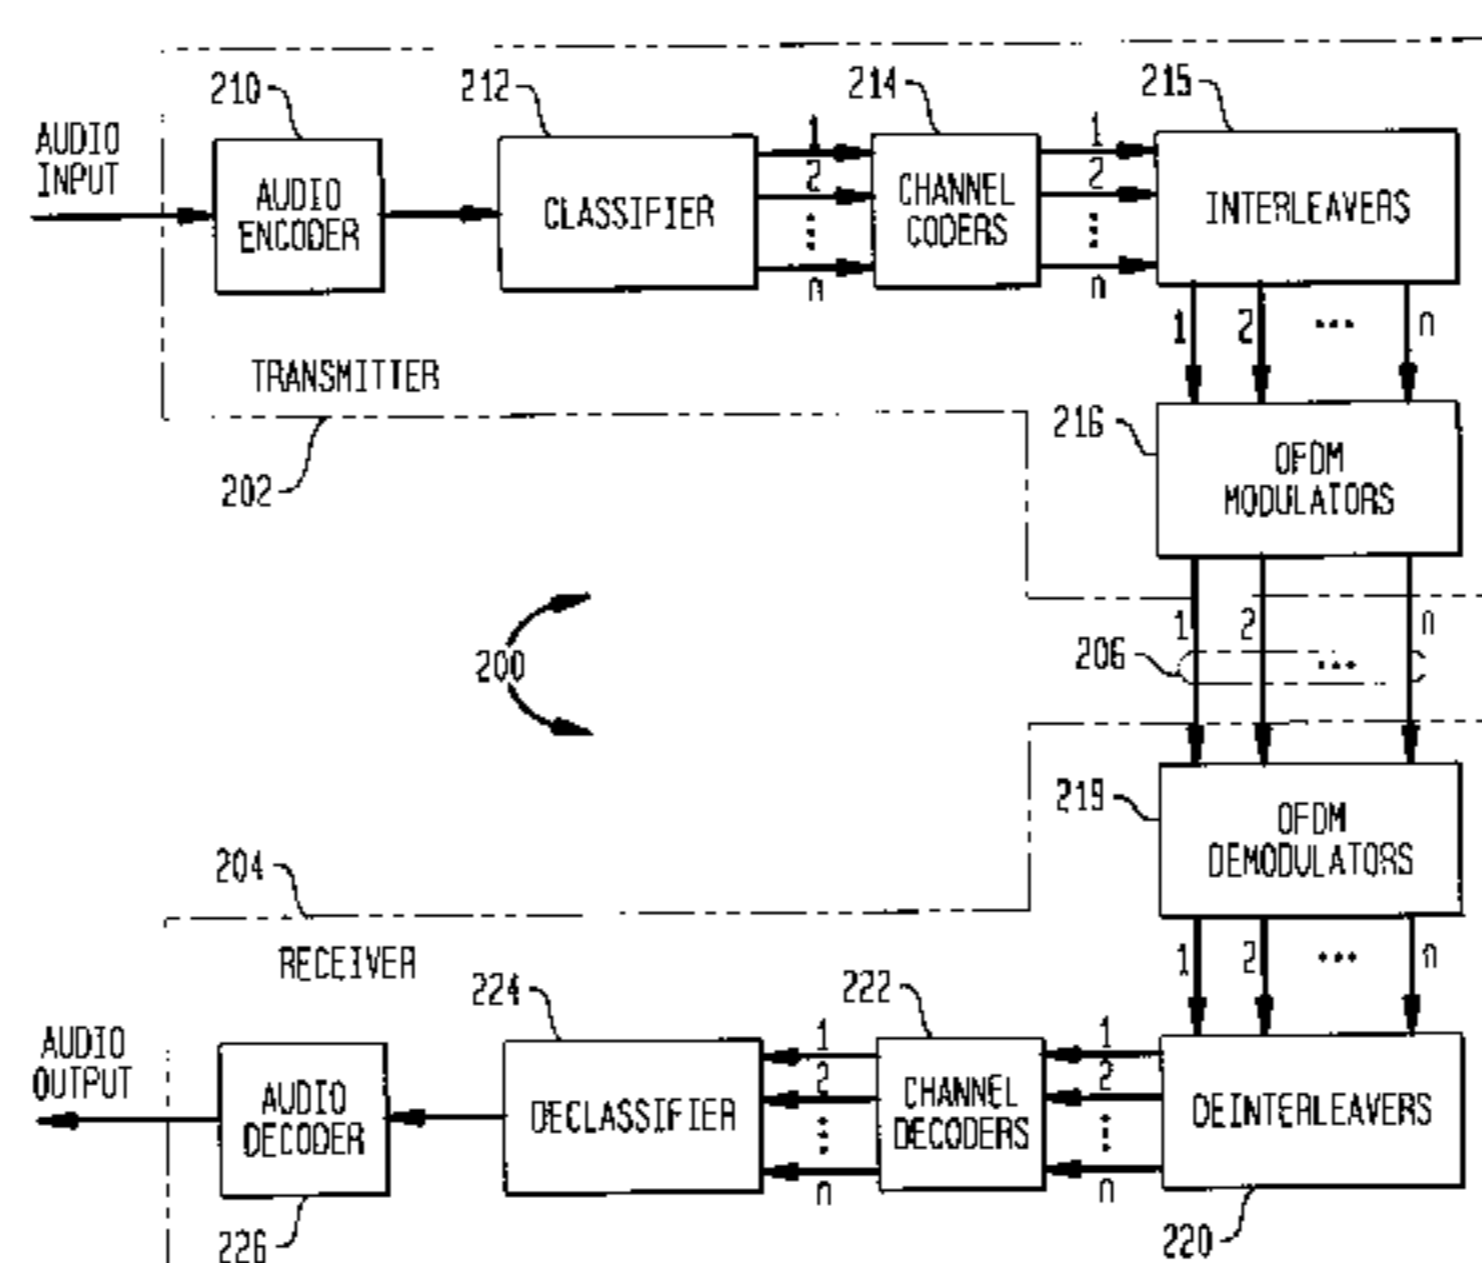 210
212
214
215
AUDIO
INPUT
AUDIO
ENCODER
CLASSIFIER
1
2
n
CHANNEL
CODERS
1
2
n
INTERLEAVERS
1 2 ... n
TRANSMITTER
202
216
OFDM
MODULATORS
200
1 2 n
206
...
219
OFDM
DEMODULATORS
204
RECEIVER
1 2 ... n
224
222
AUDIO
OUTPUT
AUDIO
DECODER
DECLASSIFIER
1
2
n
CHANNEL
DECODERS
1
2
n
DEINTERLEAVERS
226
220